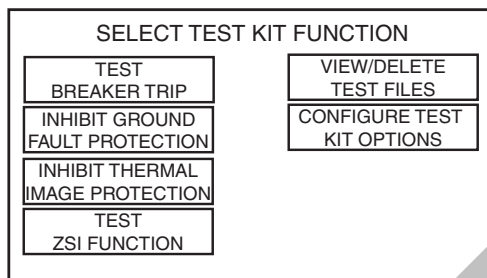 SELECT TEST KIT FUNCTION
TEST
BREAKER TRIP
INHIBIT GROUND
FAULT PROTECTION
INHIBIT THERMAL
IMAGE PROTECTION
TEST
ZSI FUNCTION
VIEW/DELETE
TEST FILES
CONFIGURE TEST
KIT OPTIONS